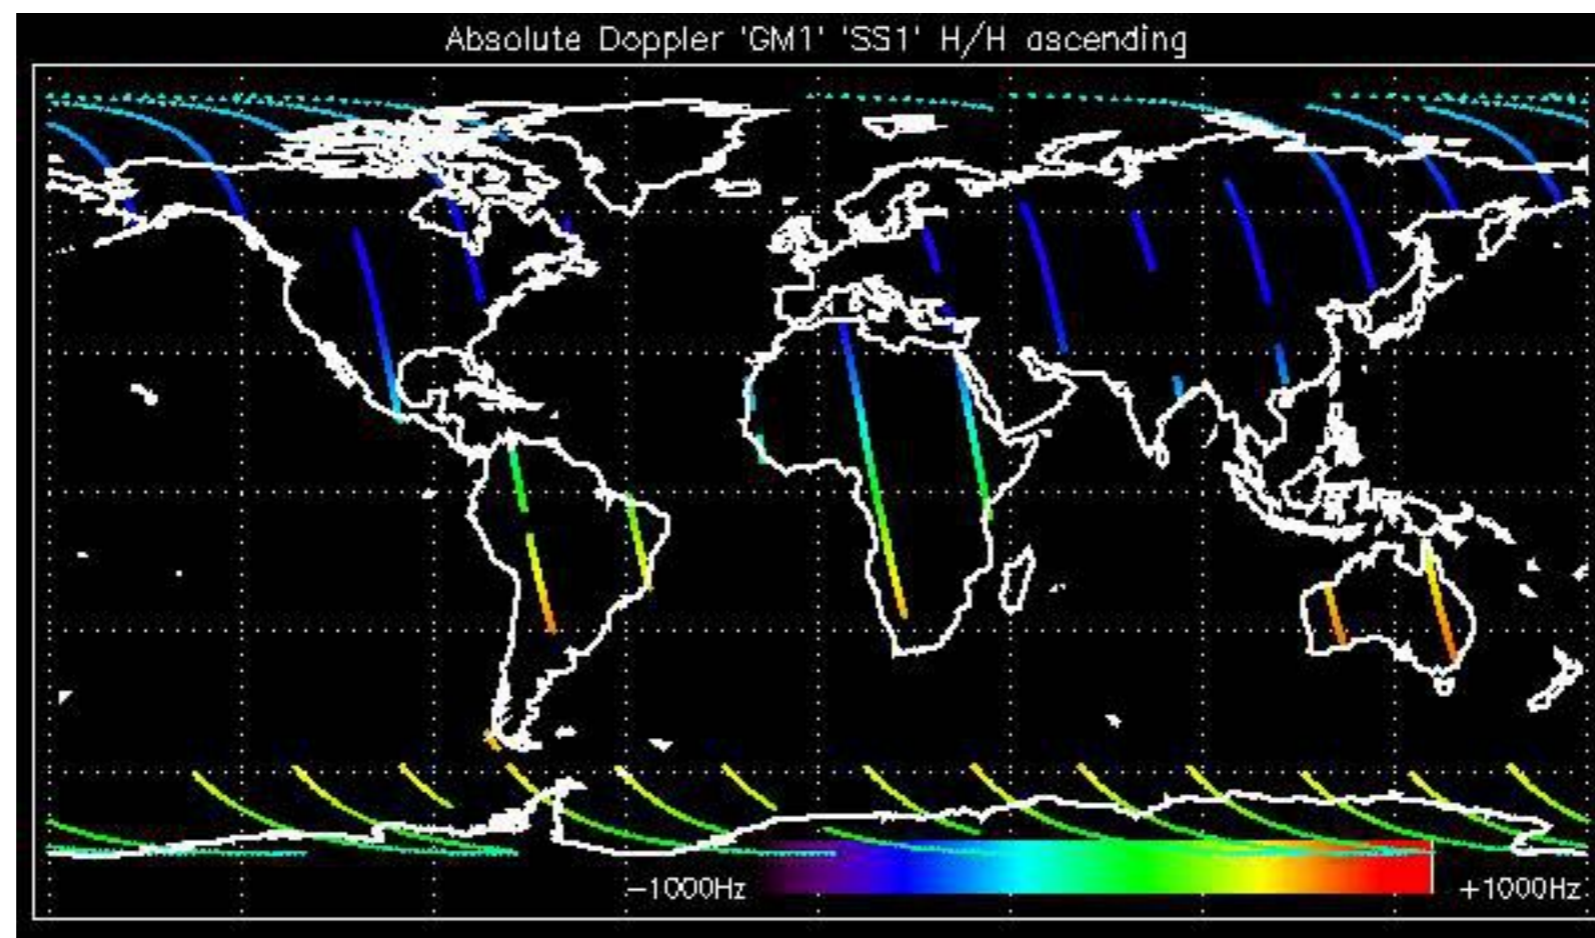 Absolute Doppler 'GM1' 'SS1' H/H ascending
−1000Hz
+1000Hz